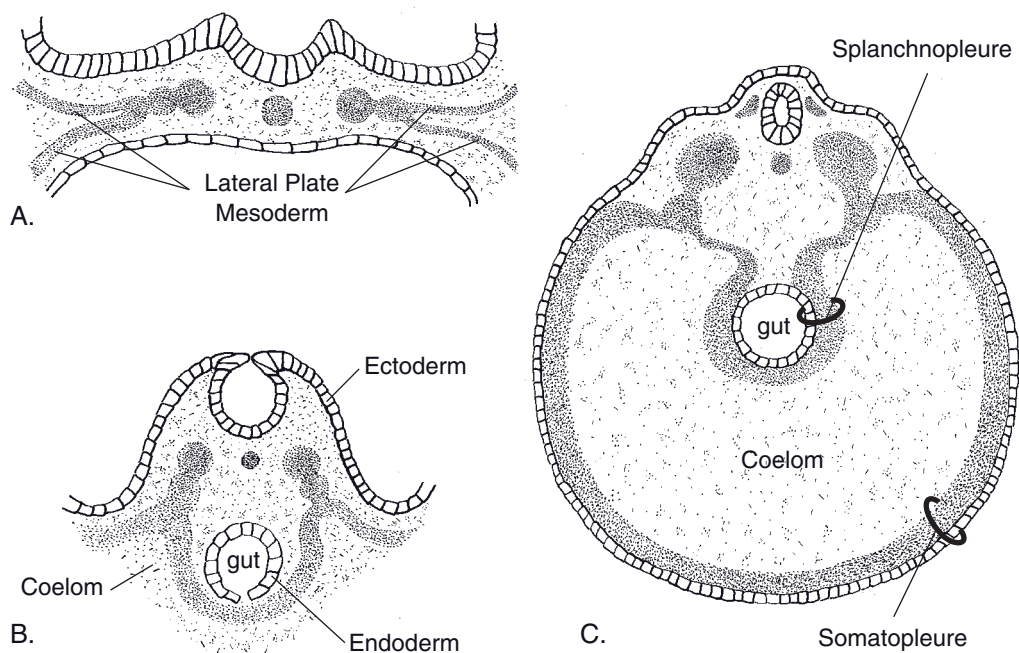 Lateral Plate
Mesoderm
A.
Ectoderm
gut
Coelom
Endoderm
B.
Splanchnopleure
gut
Coelom
Somatopleure
C.